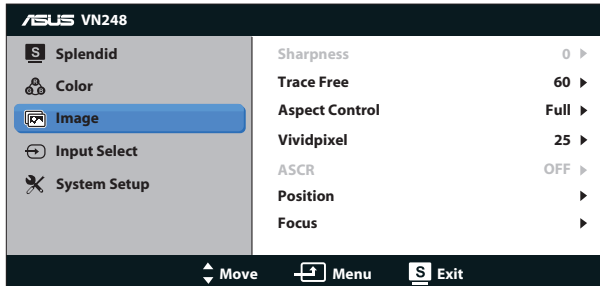 ASUS VN248
S Splendid
Color
Image
Input Select
System Setup
Sharpness 0
Trace Free 60
Aspect Control Full
Vividpixel 25
ASCR OFF
Position
Focus
Move Menu S Exit